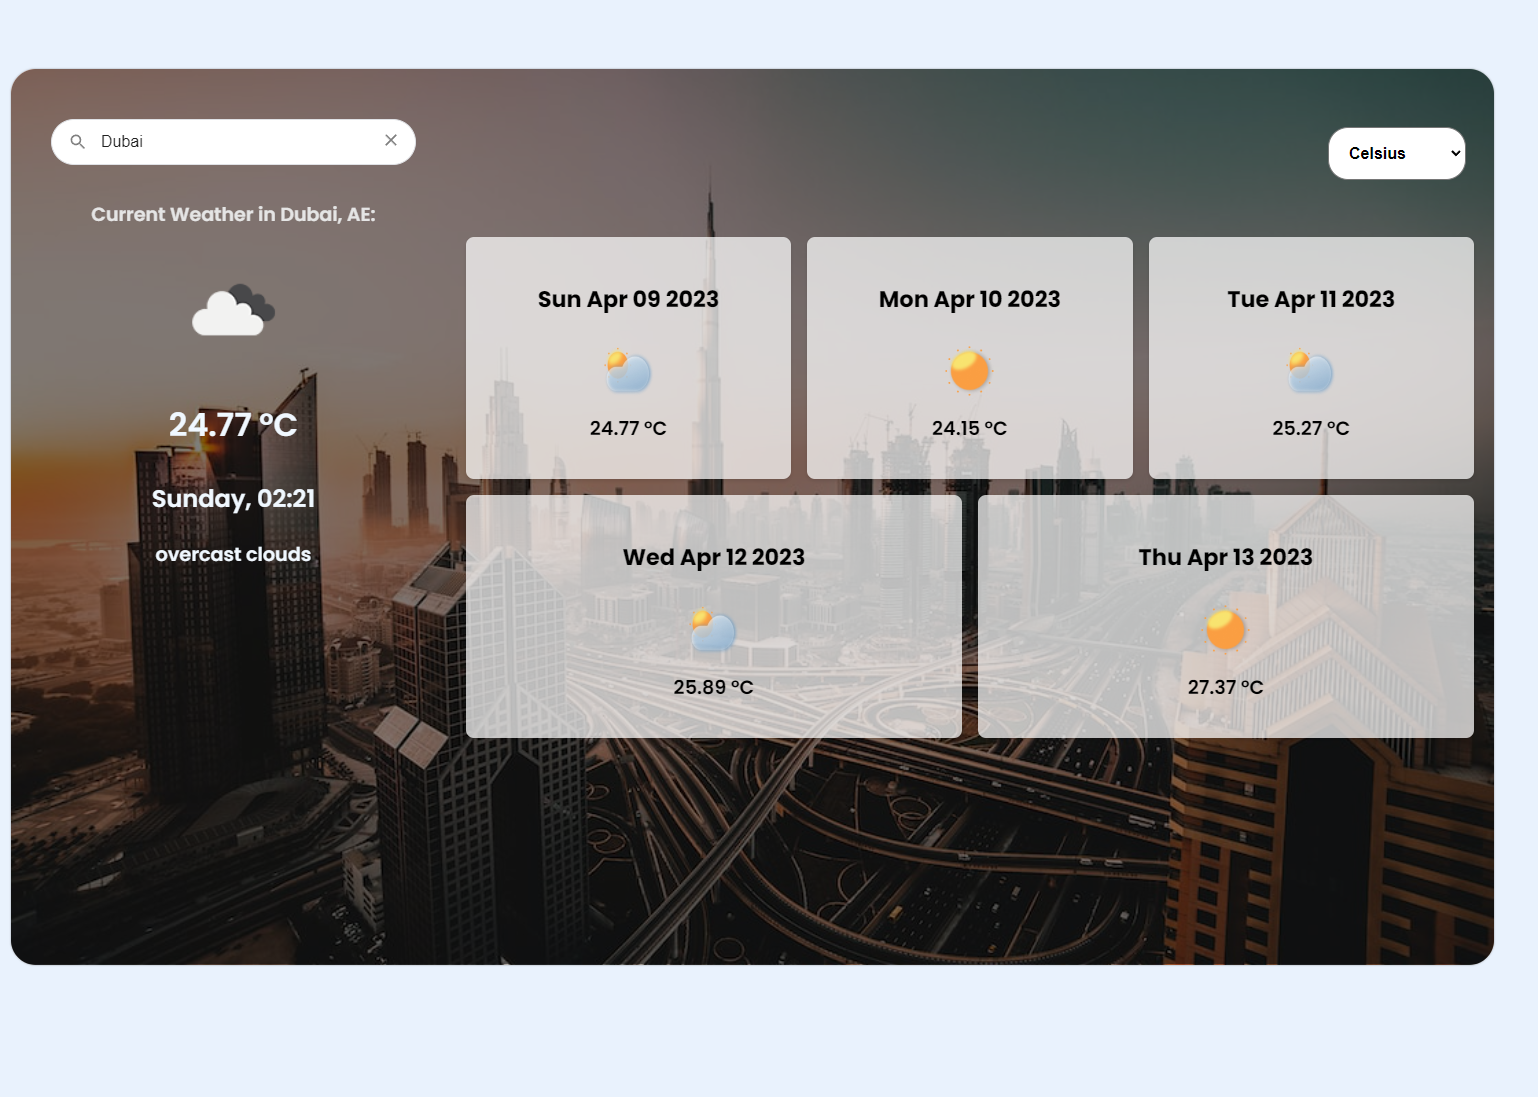 Dubai
Celsius
Current Weather in Dubai, AE:
24.77 °C
Sunday, 02:21
overcast clouds
Sun Apr 09 2023
24.77 °C
Mon Apr 10 2023
24.15 °C
Tue Apr 11 2023
25.27 °C
Wed Apr 12 2023
25.89 °C
Thu Apr 13 2023
27.37 °C